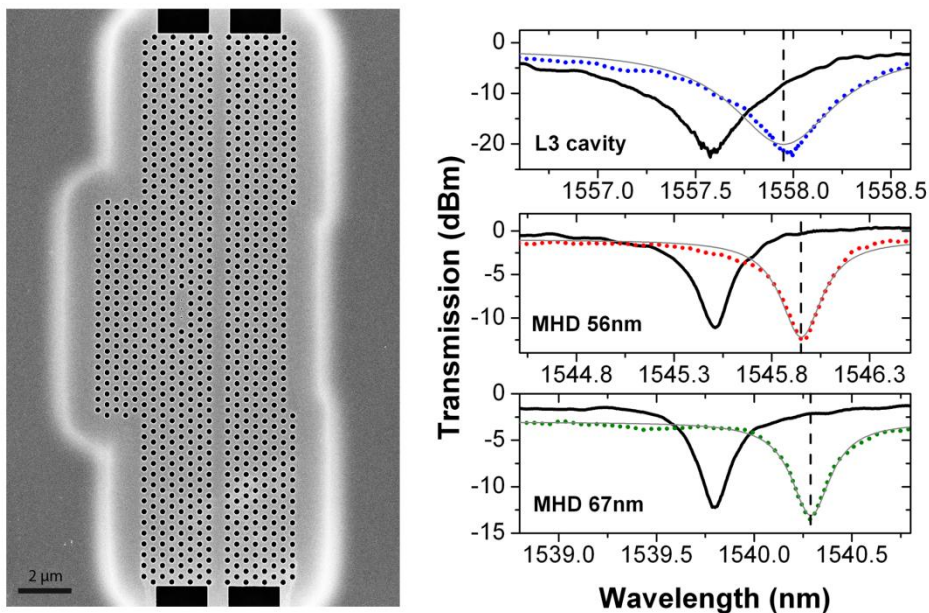 2 μm
Transmission (dBm)
0
-10
-20
L3 cavity
1557.0 1557.5 1558.0 1558.5
0
-5
-10
MHD 56nm
1544.8 1545.3 1545.8 1546.3
0
-5
-10
-15
MHD 67nm
1539.0 1539.5 1540.0 1540.5
Wavelength (nm)